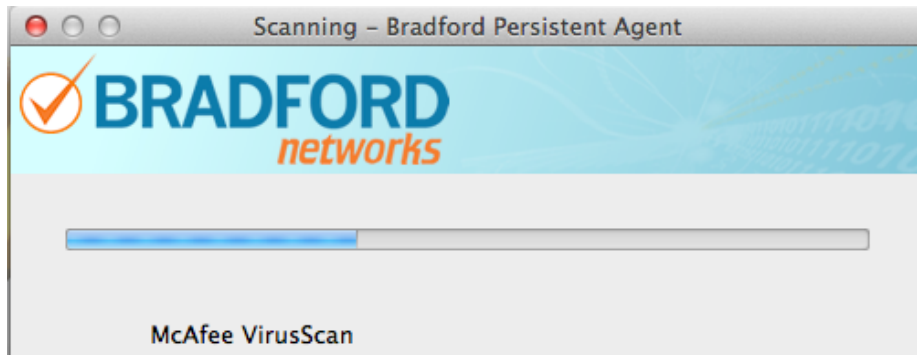 Scanning – Bradford Persistent Agent
BRADFORD
networks
McAfee VirusScan